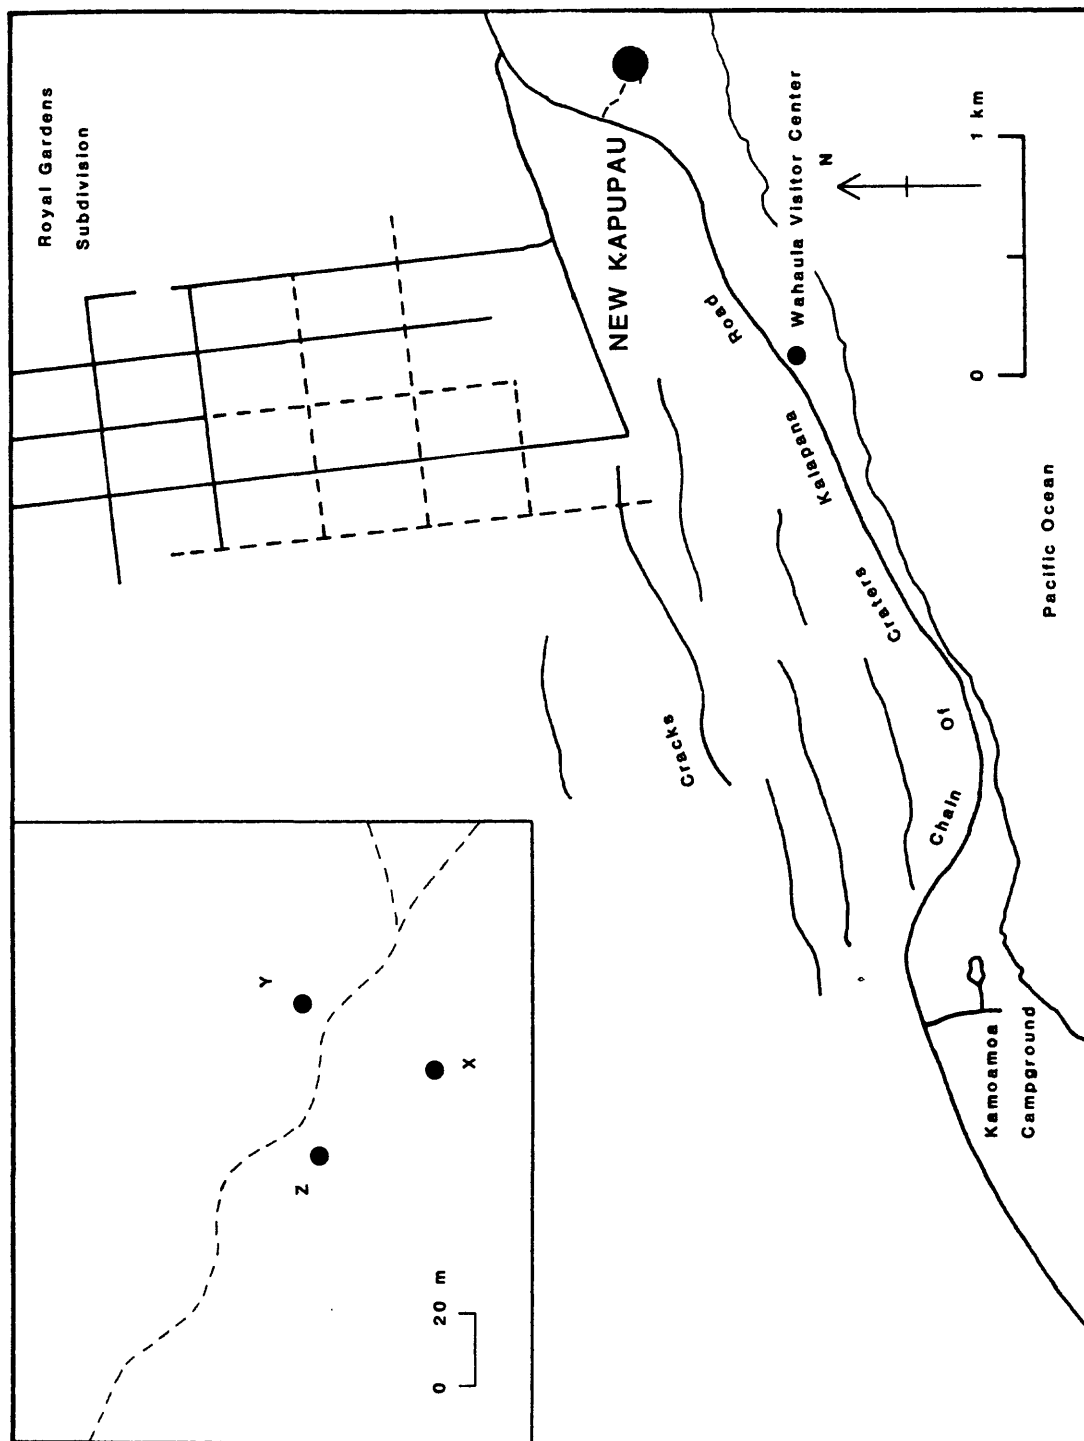 Royal Gardens
Subdivision
NEW KAPUPAU
Wahaula Visitor Center
N
0
1 km
Road
Kalapana
Craters
Of
Chain
Cracks
Pacific Ocean
Kamoamoa
Campground
Y
X
Z
0
20 m